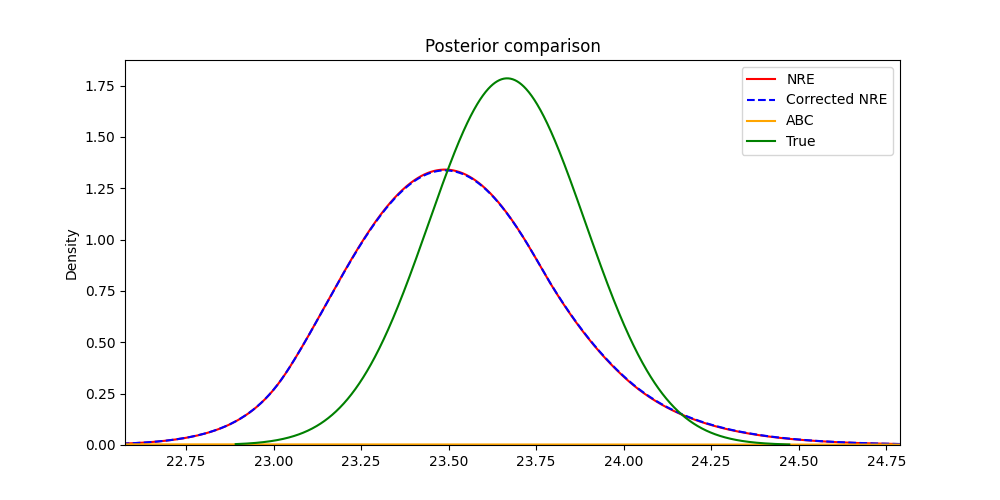 Posterior comparison
NRE
Corrected NRE
ABC
True
Density
1.75
1.50
1.25
1.00
0.75
0.50
0.25
0.00
22.75 23.00 23.25 23.50 23.75 24.00 24.25 24.50 24.75